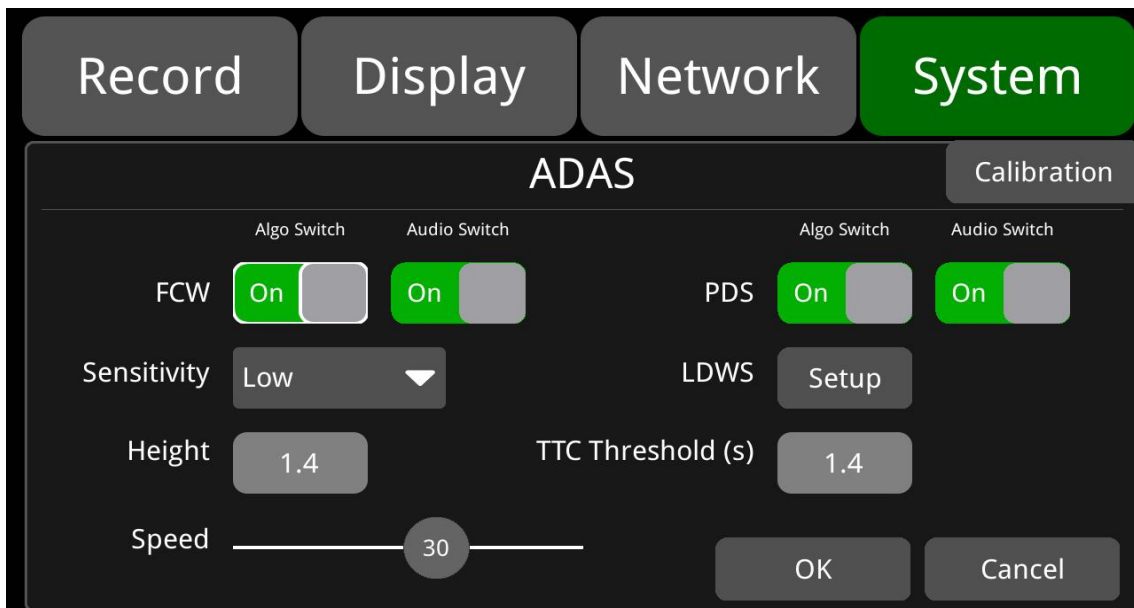 Record Display Network System
ADAS Calibration
Algo Switch Audio Switch Algo Switch Audio Switch
FCW On On PDS On On
Sensitivity Low LDWS Setup
Height 1.4 TTC Threshold (s) 1.4
Speed 30 OK Cancel